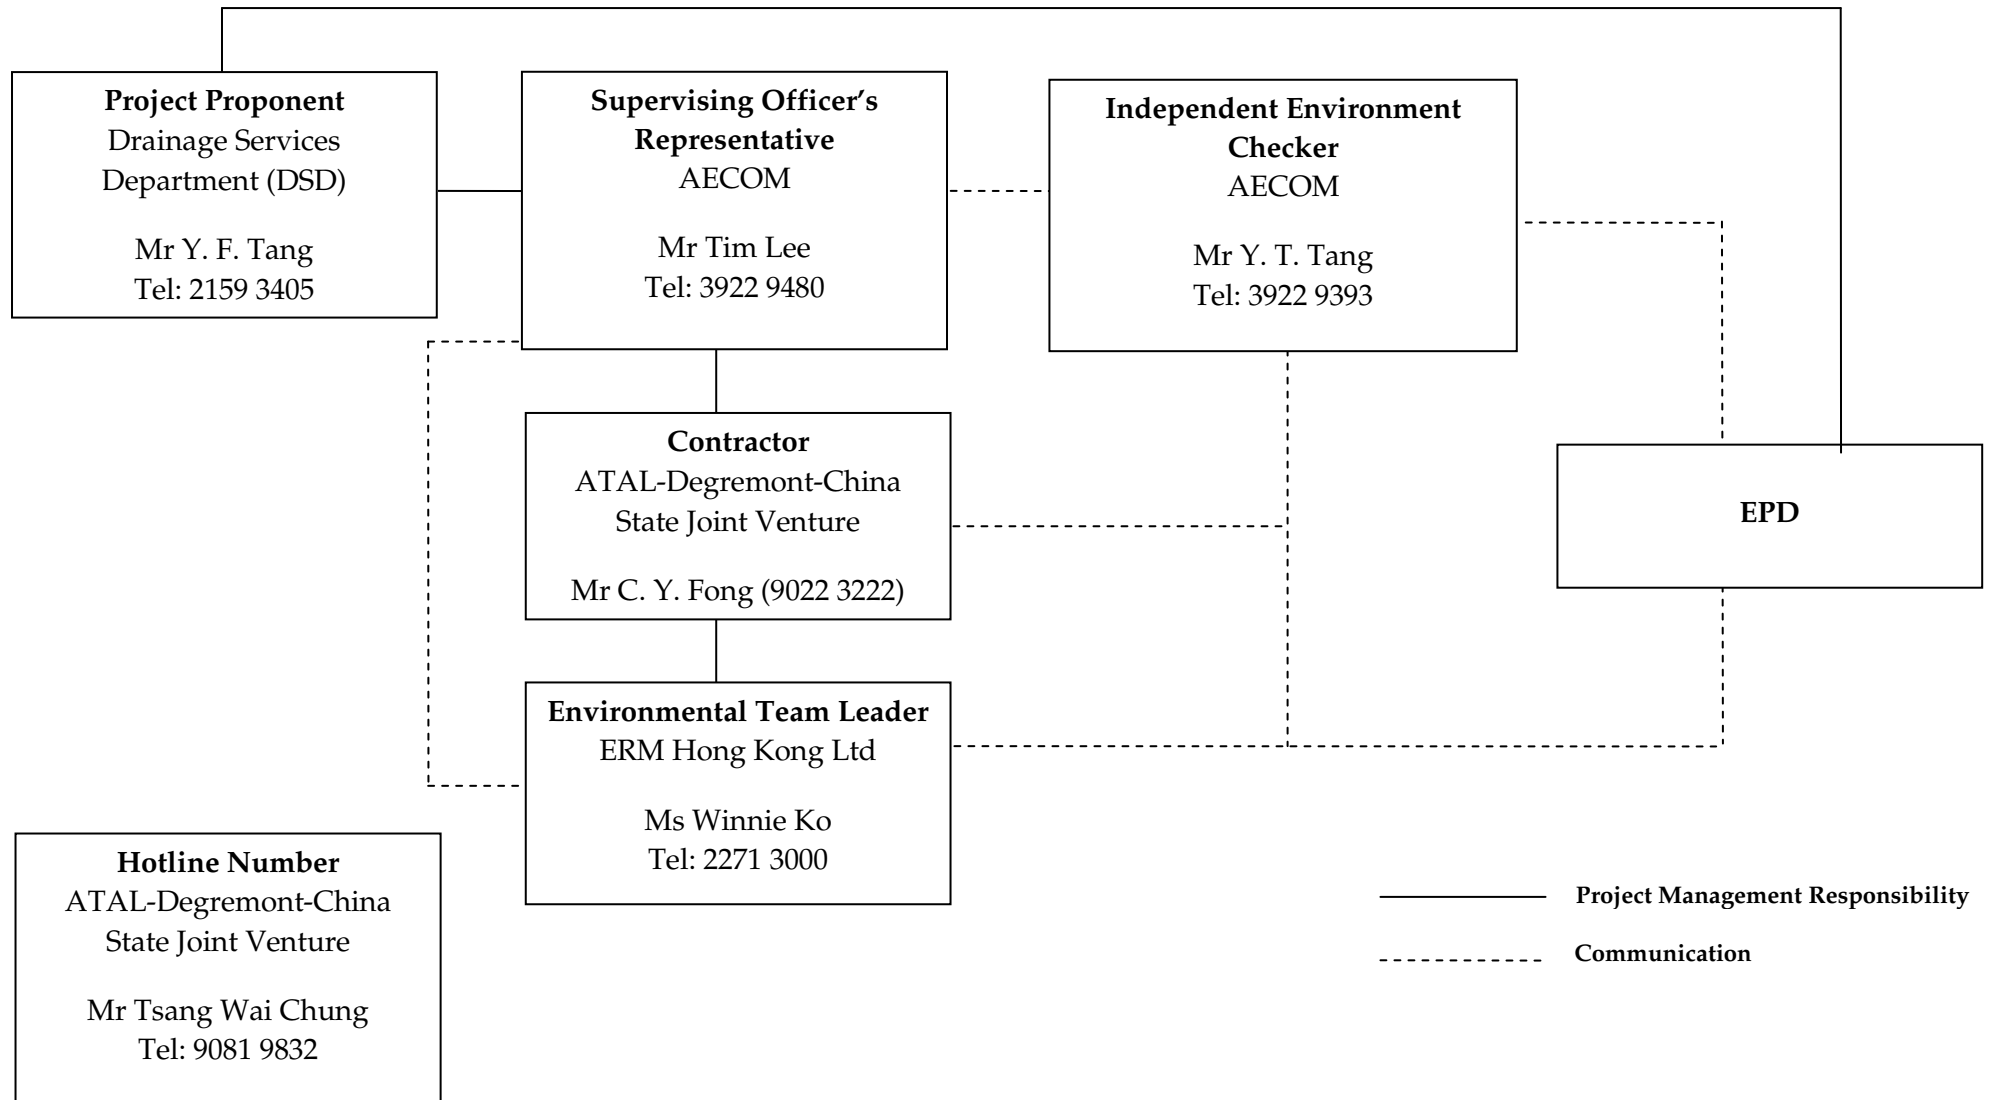 Project Proponent
Drainage Services
Department (DSD)
Mr Y. F. Tang
Tel: 2159 3405
Supervising Officer’s
Representative
AECOM
Mr Tim Lee
Tel: 3922 9480
Independent Environment
Checker
AECOM
Mr Y. T. Tang
Tel: 3922 9393
Contractor
ATAL-Degremont-China
State Joint Venture
Mr C. Y. Fong (9022 3222)
EPD
Environmental Team Leader
ERM Hong Kong Ltd
Ms Winnie Ko
Tel: 2271 3000
Hotline Number
ATAL-Degremont-China
State Joint Venture
Mr Tsang Wai Chung
Tel: 9081 9832
Project Management Responsibility
Communication